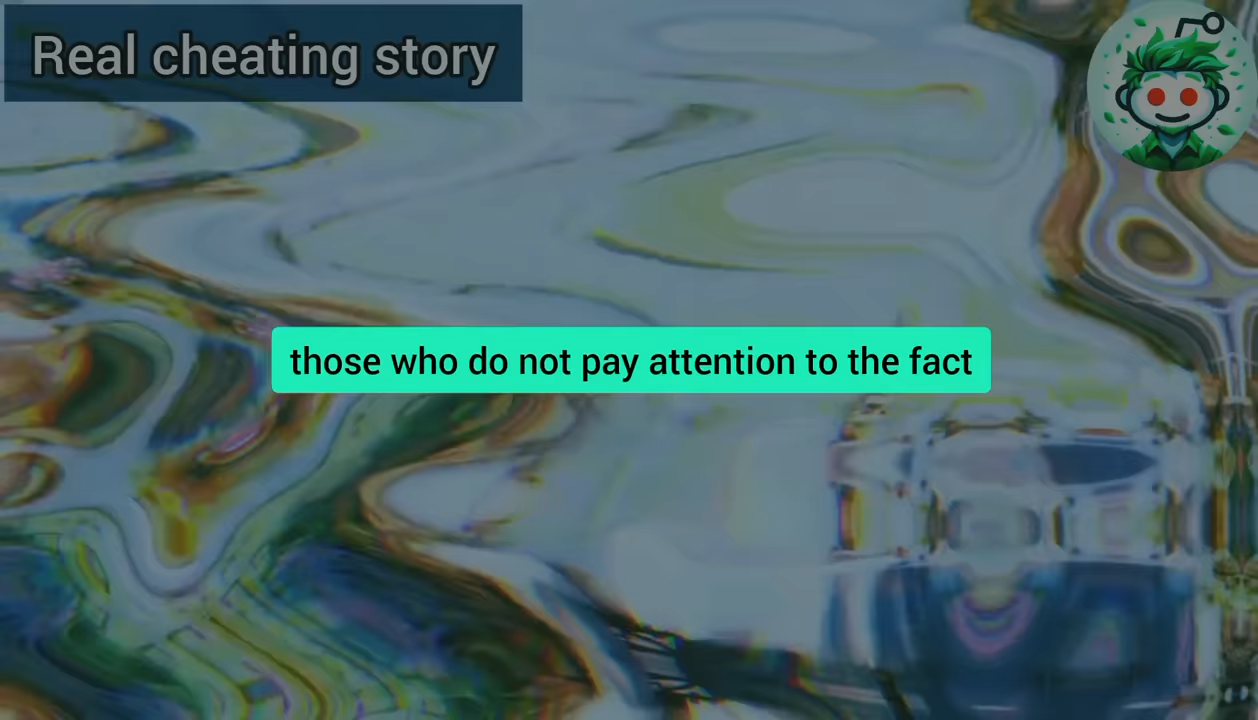 Real cheating story
those who do not pay attention to the fact